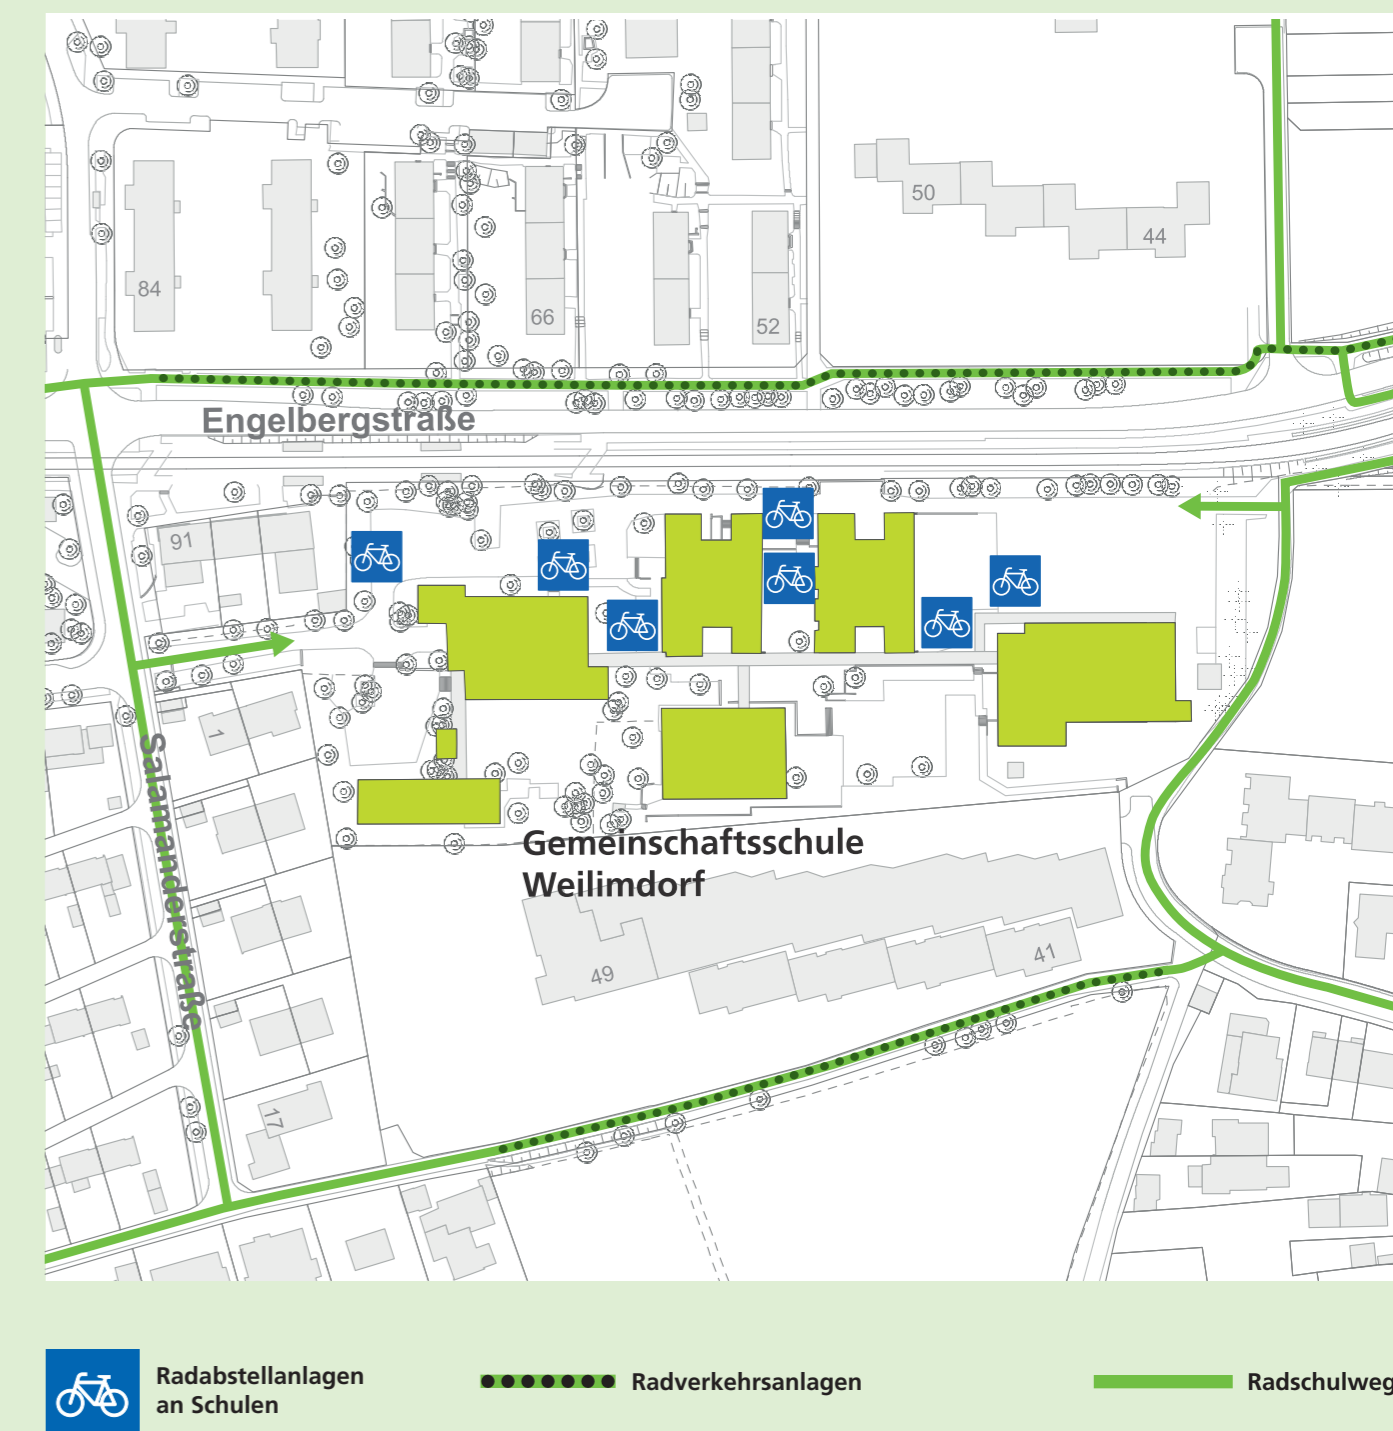 50
44
84
66
52
Engelbergstraße
91
1
Salamanderstraße
Gemeinschaftsschule
Weilimdorf
49
41
17
Radabstellanlagen
an Schulen
Radverkehrsanlagen
Radschulweg